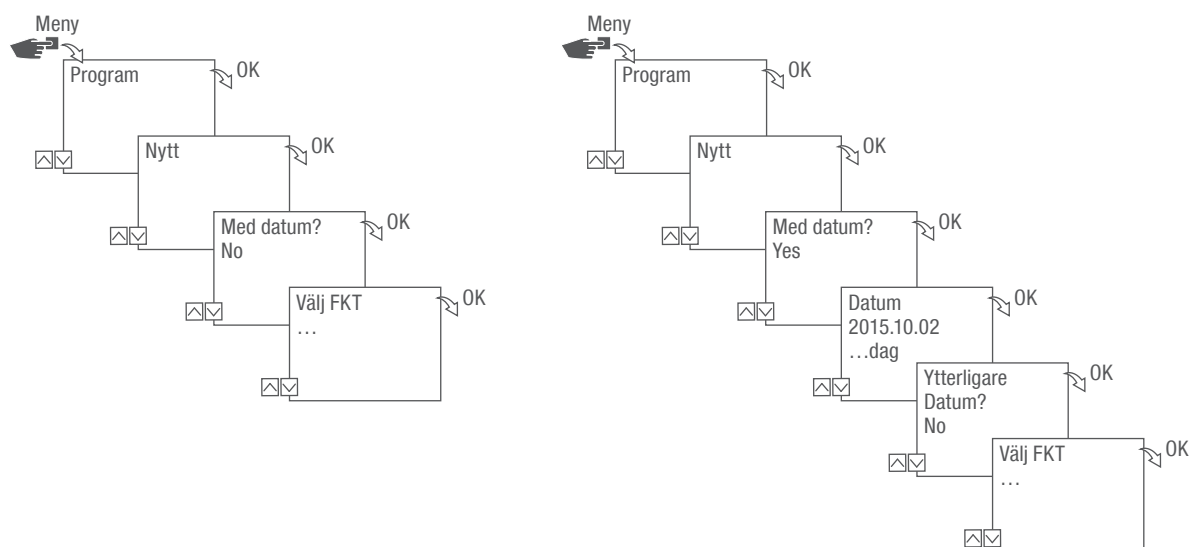 Meny
Program
OK
Nytt
OK
Med datum?
No
OK
Välj FKT
...
OK
Meny
Program
OK
Nytt
OK
Med datum?
Yes
OK
Datum
2015.10.02
...dag
OK
Ytterligare
Datum?
No
OK
Välj FKT
...
OK